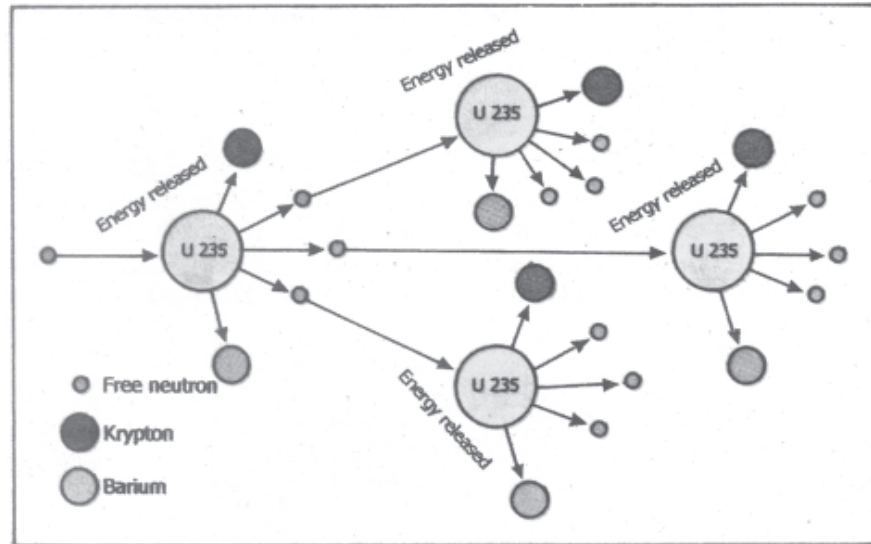 Energy released
U 235
Energy released
U 235
Energy released
U 235
Energy released
U 235
Free neutron
Krypton
Barium